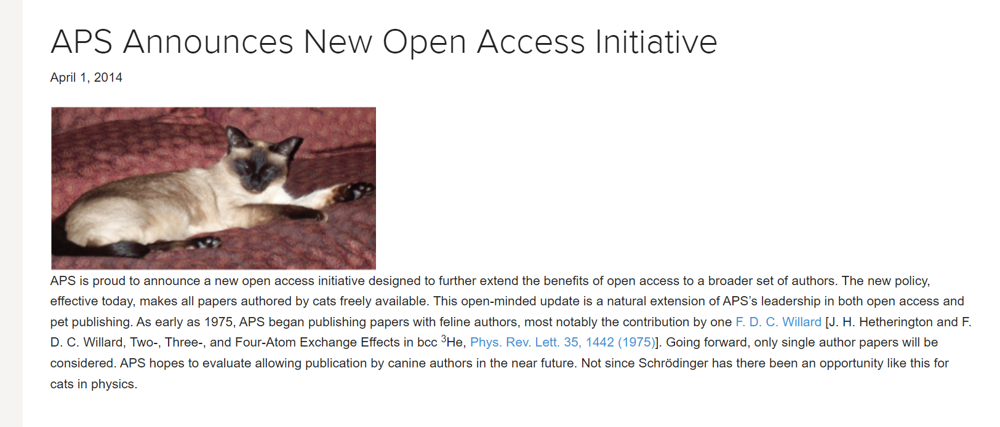 APS Announces New Open Access Initiative
April 1, 2014
APS is proud to announce a new open access initiative designed to further extend the benefits of open access to a broader set of authors. The new policy,
effective today, makes all papers authored by cats freely available. This open-minded update is a natural extension of APS’s leadership in both open access and
pet publishing. As early as 1975, APS began publishing papers with feline authors, most notably the contribution by one F. D. C. Willard [J. H. Hetherington and F.
D. C. Willard, Two-, Three-, and Four-Atom Exchange Effects in bcc ³He, Phys. Rev. Lett. 35, 1442 (1975)]. Going forward, only single author papers will be
considered. APS hopes to evaluate allowing publication by canine authors in the near future. Not since Schrödinger has there been an opportunity like this for
cats in physics.